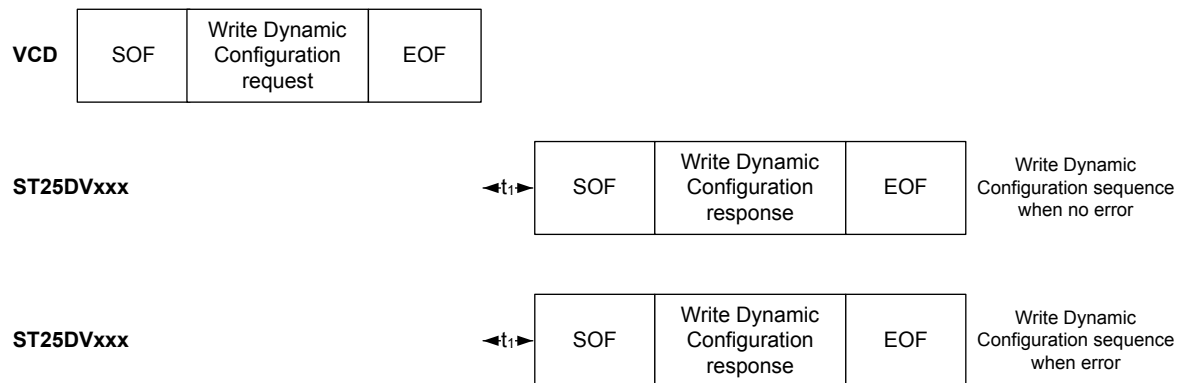 VCD
SOF
Write Dynamic
Configuration
request
EOF
ST25DVxxx
t1
SOF
Write Dynamic
Configuration
response
EOF
Write Dynamic
Configuration sequence
when no error
ST25DVxxx
t1
SOF
Write Dynamic
Configuration
response
EOF
Write Dynamic
Configuration sequence
when error